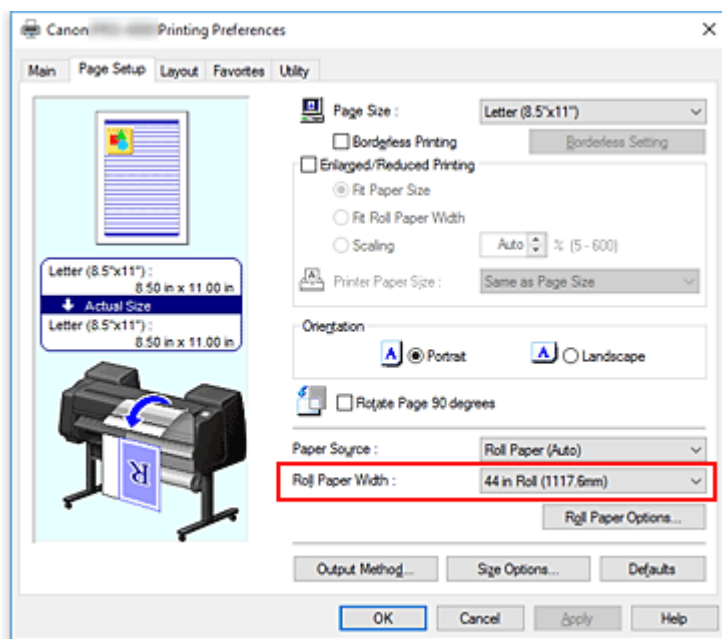 Canon Printing Preferences
Main Page Setup Layout Favorites Utility
Page Size : Letter (8.5"x11")
Borderless Printing Borderless Setting
Enlarged/Reduced Printing
Fit Paper Size
Fit Roll Paper Width
Scaling Auto % (5 - 600)
Printer Paper Size : Same as Page Size
Letter (8.5"x11") :
8.50 in x 11.00 in
Actual Size
Letter (8.5"x11") :
8.50 in x 11.00 in
Orientation
A Portrait A Landscape
Rotate Page 90 degrees
R
Paper Source : Roll Paper (Auto)
Roll Paper Width : 44 in Roll (1117.6mm)
Roll Paper Options...
Output Method... Size Options... Defaults
OK Cancel Apply Help